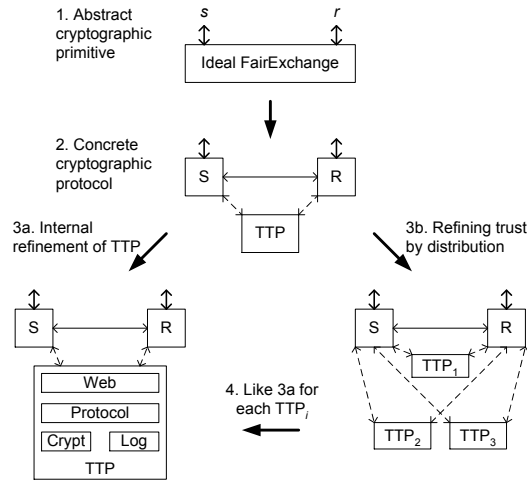 1. Abstract
cryptographic
primitive
s
r
Ideal FairExchange
2. Concrete
cryptographic
protocol
S
R
TTP
3a. Internal
refinement of TTP
3b. Refining trust
by distribution
S
R
Web
Protocol
Crypt
Log
TTP
4. Like 3a for
each TTPi
S
R
TTP1
TTP2
TTP3